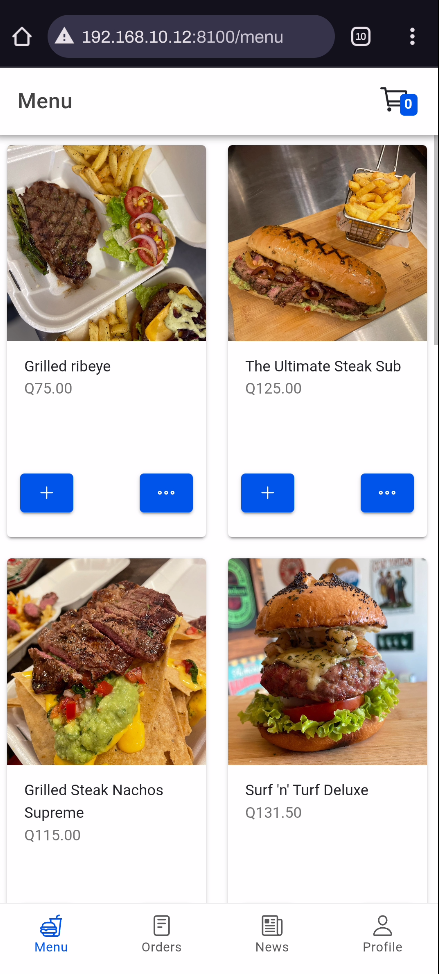 192.168.10.12:8100/menu
10
Menu
0
Grilled ribeye
Q75.00
The Ultimate Steak Sub
Q125.00
Grilled Steak Nachos
Supreme
Q115.00
Surf 'n' Turf Deluxe
Q131.50
Menu
Orders
News
Profile